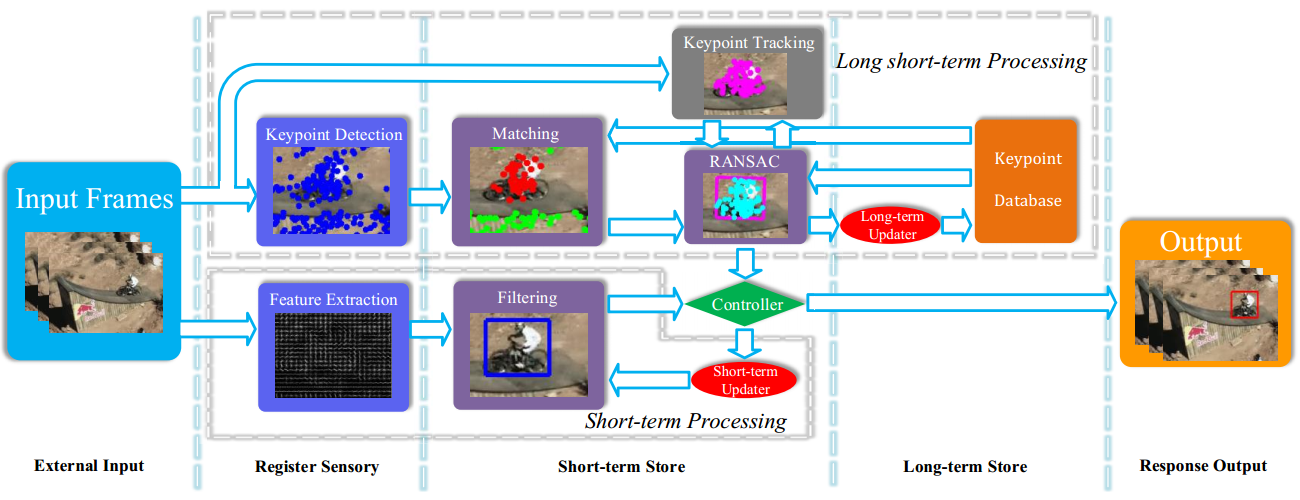 Keypoint Tracking
Long short-term Processing
Keypoint Detection
Matching
RANSAC
Keypoint
Database
Input Frames
Long-term
Updater
Output
Feature Extraction
Filtering
Controller
Short-term
Updater
Short-term Processing
External Input
Register Sensory
Short-term Store
Long-term Store
Response Output